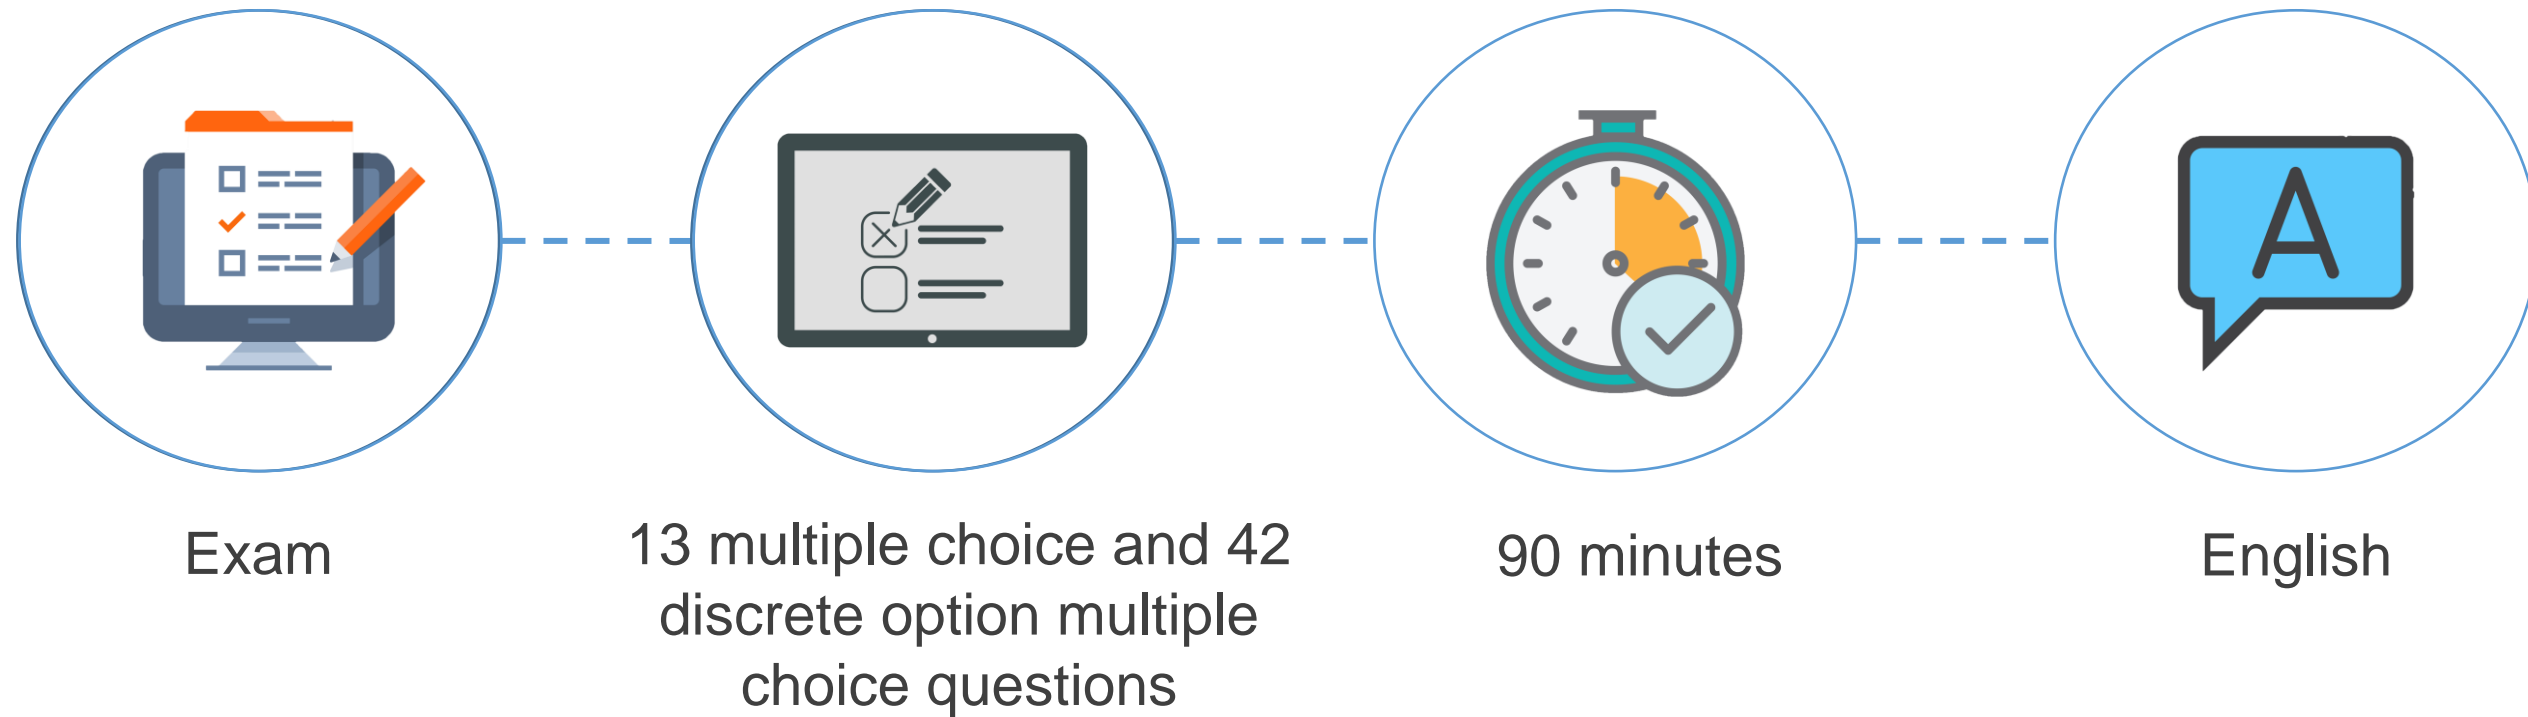 Exam
13 multiple choice and 42
discrete option multiple
choice questions
90 minutes
A
English